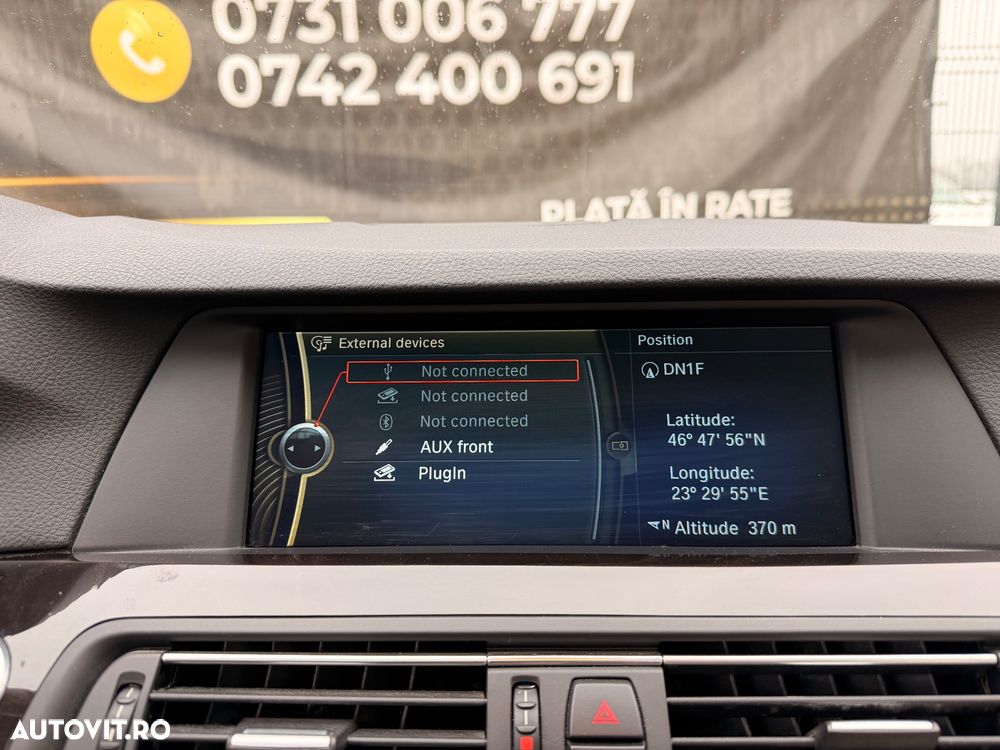 0731 006 777
0742 400 691
PLATĂ ÎN RATE
External devices
Position
Not connected
DN1F
Not connected
Not connected
Latitude:
46° 47' 56"N
AUX front
PlugIn
Longitude:
23° 29' 55"E
N Altitude 370 m
AUTOVIT.RO